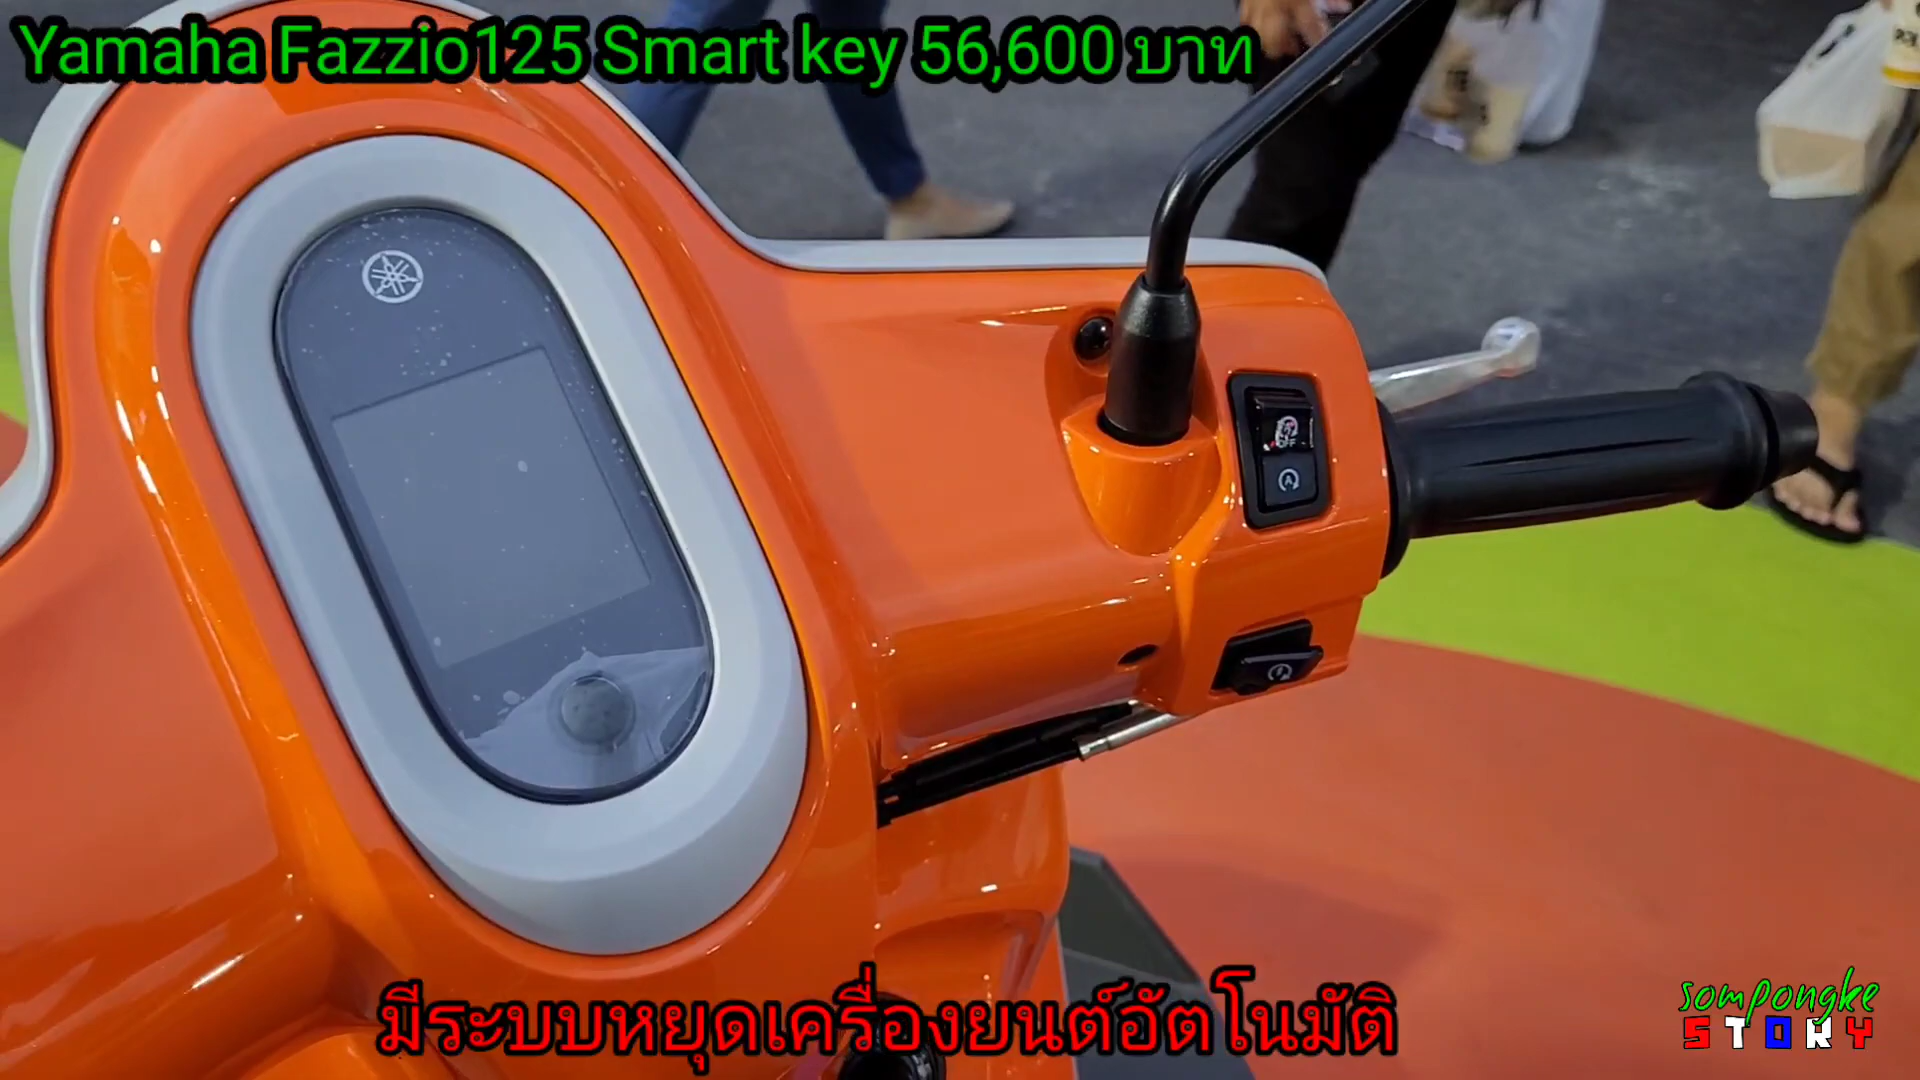 Yamaha Fazzio125 Smart key 56,600 บาท
OFF
A
มีระบบหยุดเครื่องยนต์อัตโนมัติ
sompongke
STORY